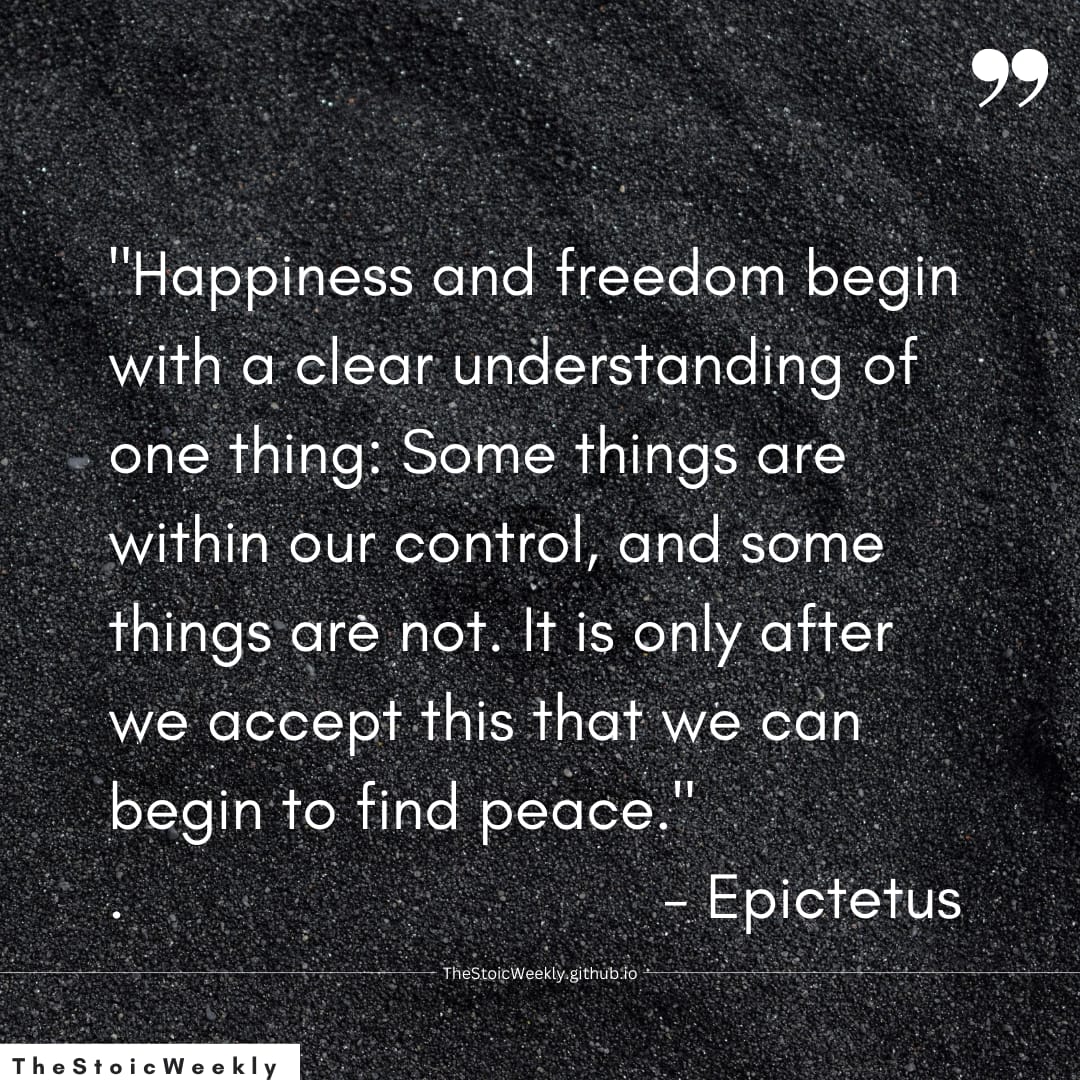 ”
"Happiness and freedom begin
with a clear understanding of
one thing: Some things are
within our control, and some
things are not. It is only after
we accept this that we can
begin to find peace."
. – Epictetus
TheStoicWeekly.github.io
TheStoicWeekly